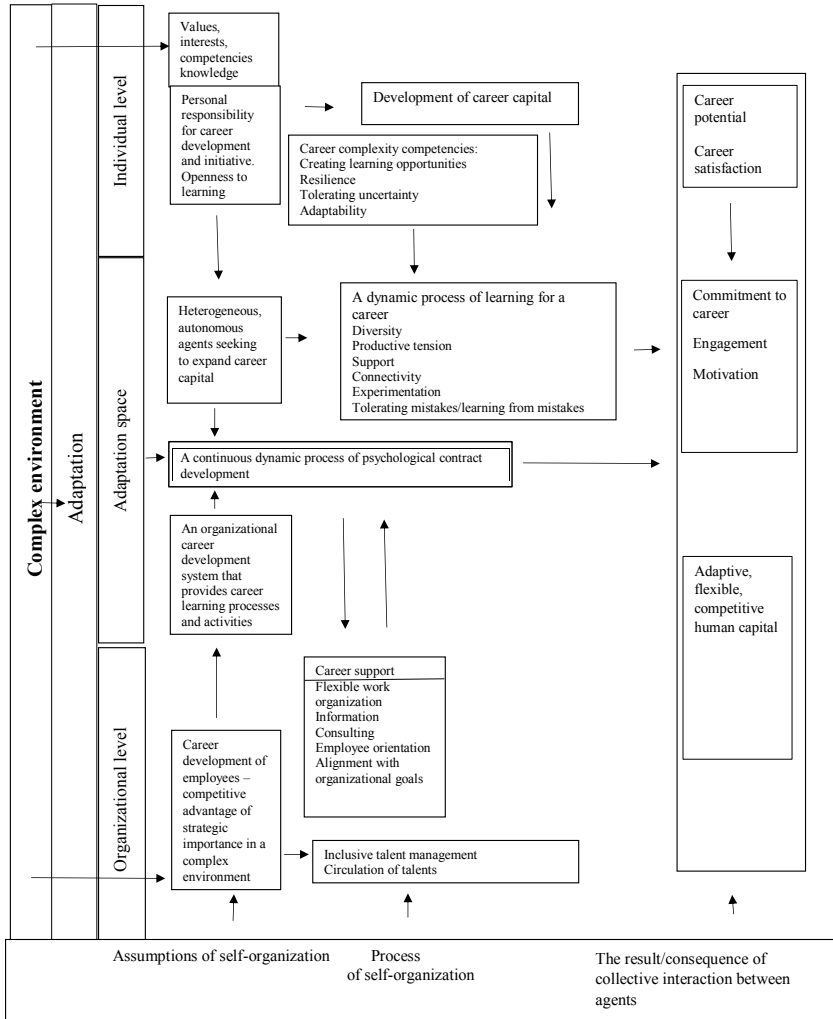 Complex environment
Adaptation
Individual level
Adaptation space
Organizational level
Values,
interests,
competencies
knowledge
Personal
responsibility
for career
development
and initiative.
Openness to
learning
Development of career capital
Career complexity competencies:
Creating learning opportunities
Resilience
Tolerating uncertainty
Adaptability
Career
potential
Career
satisfaction
Heterogeneous,
autonomous
agents seeking
to expand career
capital
A dynamic process of learning for a
career
Diversity
Productive tension
Support
Connectivity
Experimentation
Tolerating mistakes/learning from mistakes
Commitment to
career
Engagement
Motivation
A continuous dynamic process of psychological contract
development
An organizational
career
development
system that
provides career
learning processes
and activities
Adaptive,
flexible,
competitive
human capital
Career support
Flexible work
organization
Information
Consulting
Employee orientation
Alignment with
organizational goals
Career
development of
employees –
competitive
advantage of
strategic
importance in a
complex
environment
Inclusive talent management
Circulation of talents
Assumptions of self-organization
Process
of self-organization
The result/consequence of
collective interaction between
agents